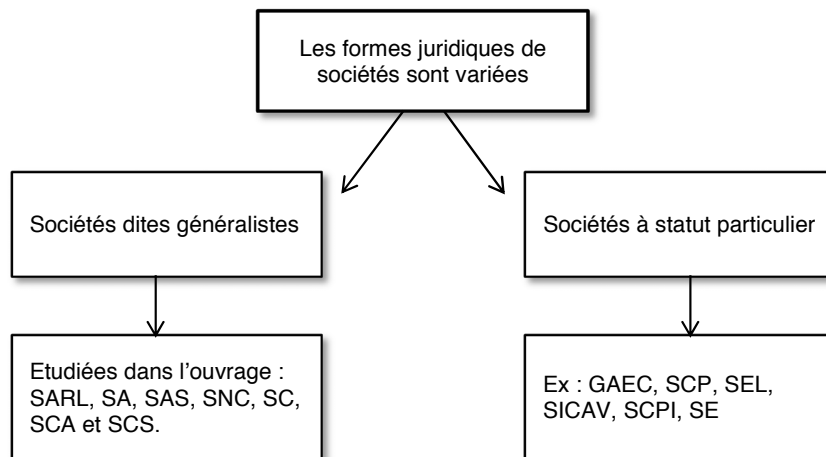 Les formes juridiques de
sociétés sont variées
Sociétés dites généralistes
Sociétés à statut particulier
Etudiées dans l’ouvrage :
SARL, SA, SAS, SNC, SC,
SCA et SCS.
Ex : GAEC, SCP, SEL,
SICAV, SCPI, SE